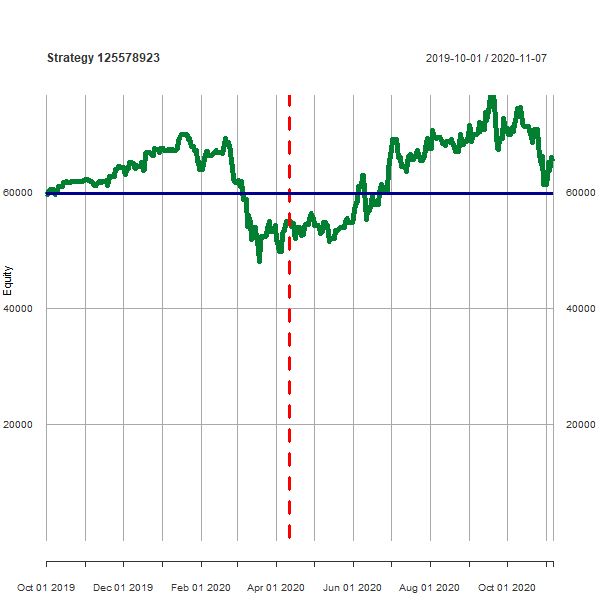 Strategy 125578923
2019-10-01 / 2020-11-07
60000
60000
Equity
40000
40000
20000
20000
Oct 01 2019
Dec 01 2019
Feb 01 2020
Apr 01 2020
Jun 01 2020
Aug 01 2020
Oct 01 2020